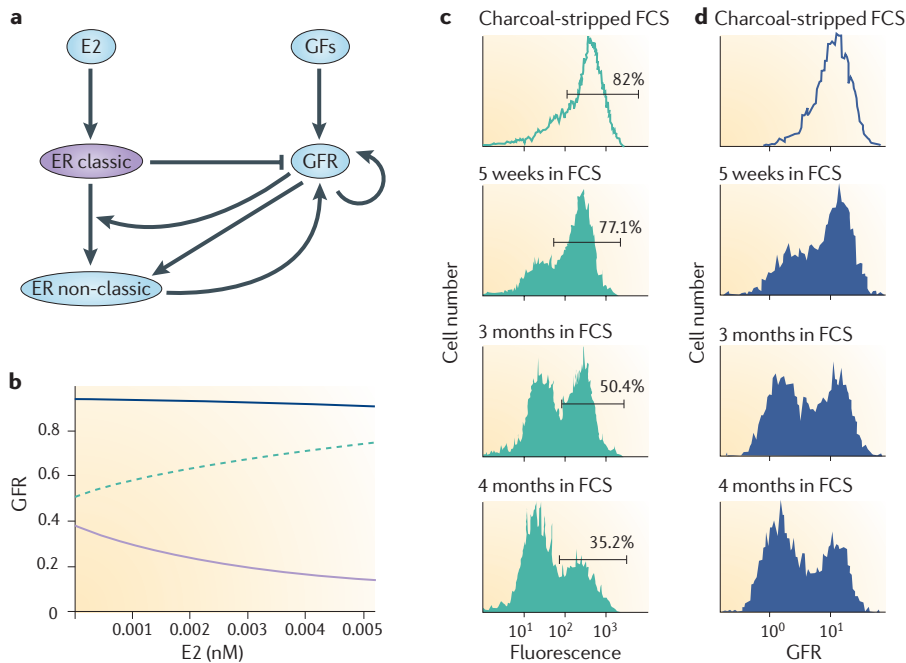 a
E2
GFs
ER classic
GFR
ER non-classic
b
GFR
0.8
0.6
0.4
0.2
0
0.001
0.002
0.003
0.004
0.005
E2 (nM)
c
Charcoal-stripped FCS
82%
5 weeks in FCS
77.1%
3 months in FCS
50.4%
4 months in FCS
35.2%
Cell number
10¹
10²
10³
Fluorescence
d
Charcoal-stripped FCS
5 weeks in FCS
3 months in FCS
4 months in FCS
Cell number
10⁰
10¹
GFR